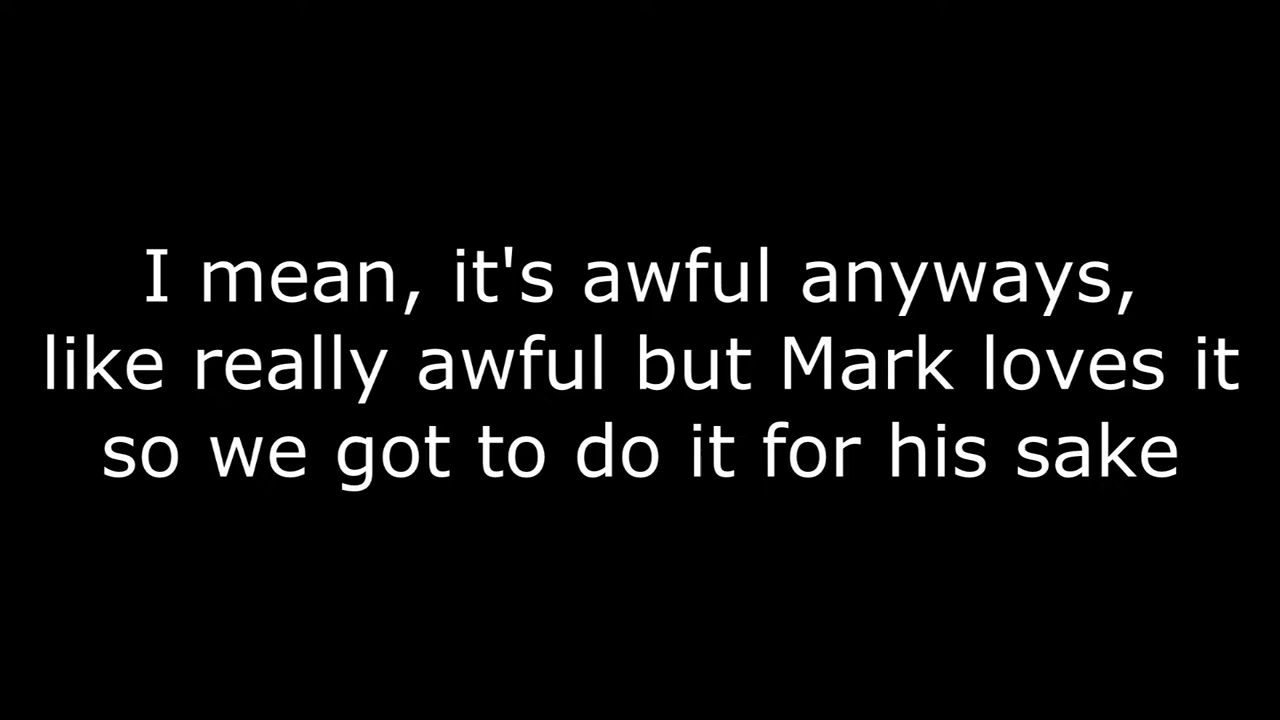 I mean, it's awful anyways,
like really awful but Mark loves it
so we got to do it for his sake